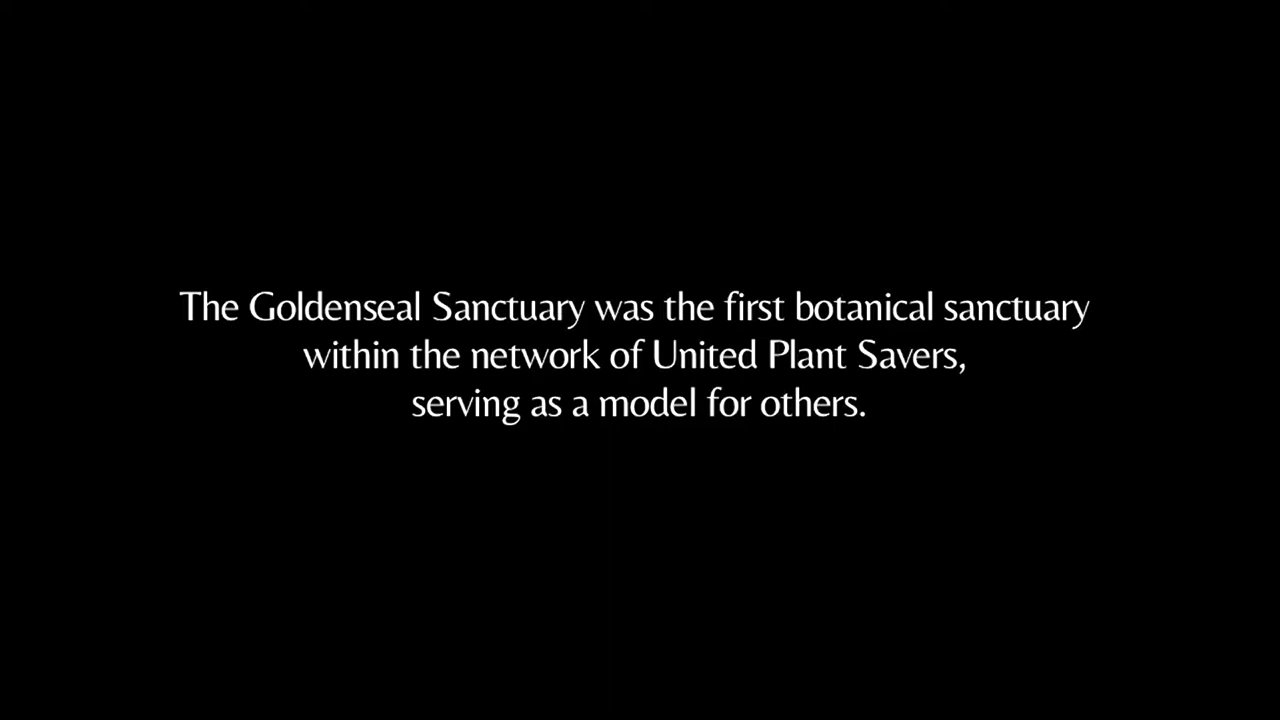 The Goldenseal Sanctuary was the first botanical sanctuary
within the network of United Plant Savers,
serving as a model for others.